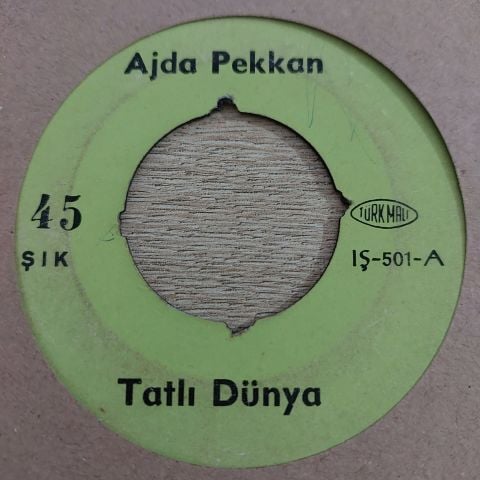 Ajda Pekkan
45
ŞIK
TÜRK MALI
IŞ-501-A
Tatlı Dünya